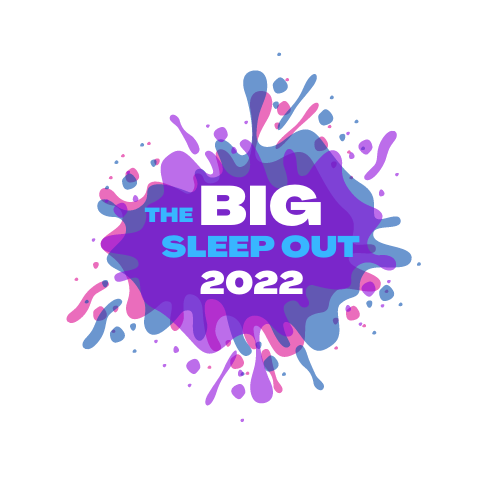 THE BIG
SLEEP OUT
2022